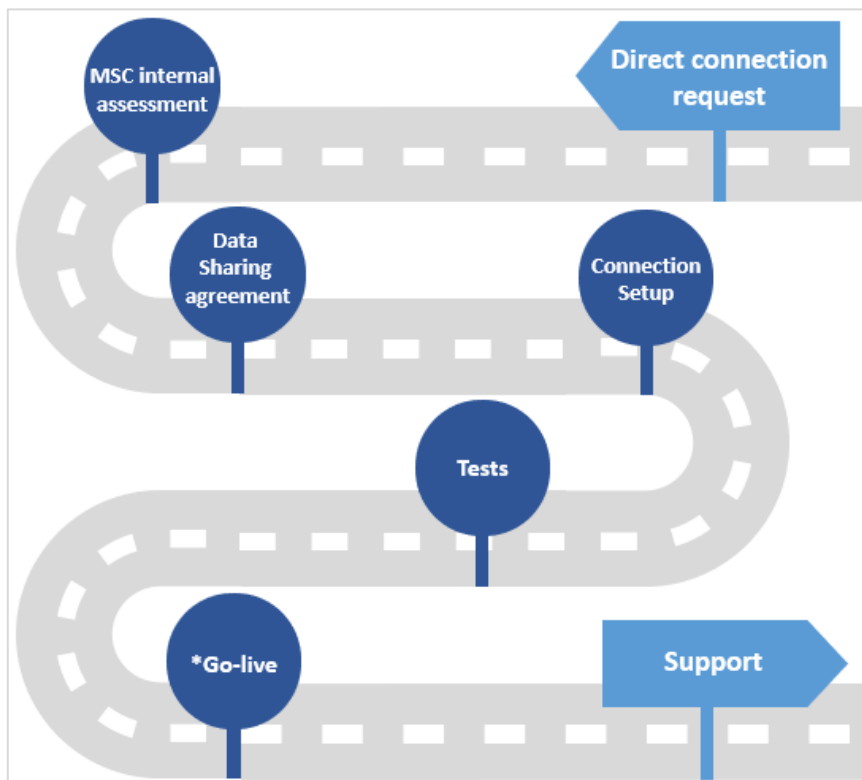 Direct connection
request
MSC internal
assessment
Data
Sharing
agreement
Connection
Setup
Tests
*Go-live
Support